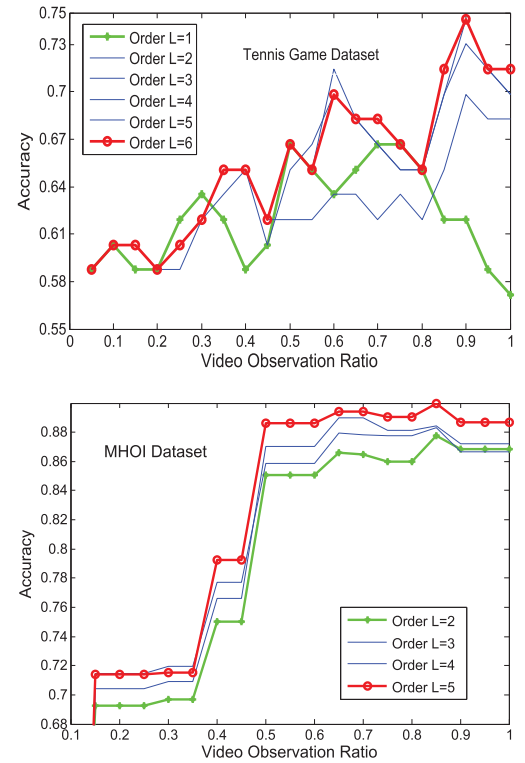 0.75
0.73
0.7
0.67
0.64
0.61
0.58
0.55
Order L=1
Order L=2
Order L=3
Order L=4
Order L=5
Order L=6
Tennis Game Dataset
Accuracy
0 0.1 0.2 0.3 0.4 0.5 0.6 0.7 0.8 0.9 1
Video Observation Ratio
0.88
0.86
0.84
0.82
0.8
0.78
0.76
0.74
0.72
0.7
0.68
MHOI Dataset
Accuracy
Order L=2
Order L=3
Order L=4
Order L=5
0.1 0.2 0.3 0.4 0.5 0.6 0.7 0.8 0.9 1
Video Observation Ratio